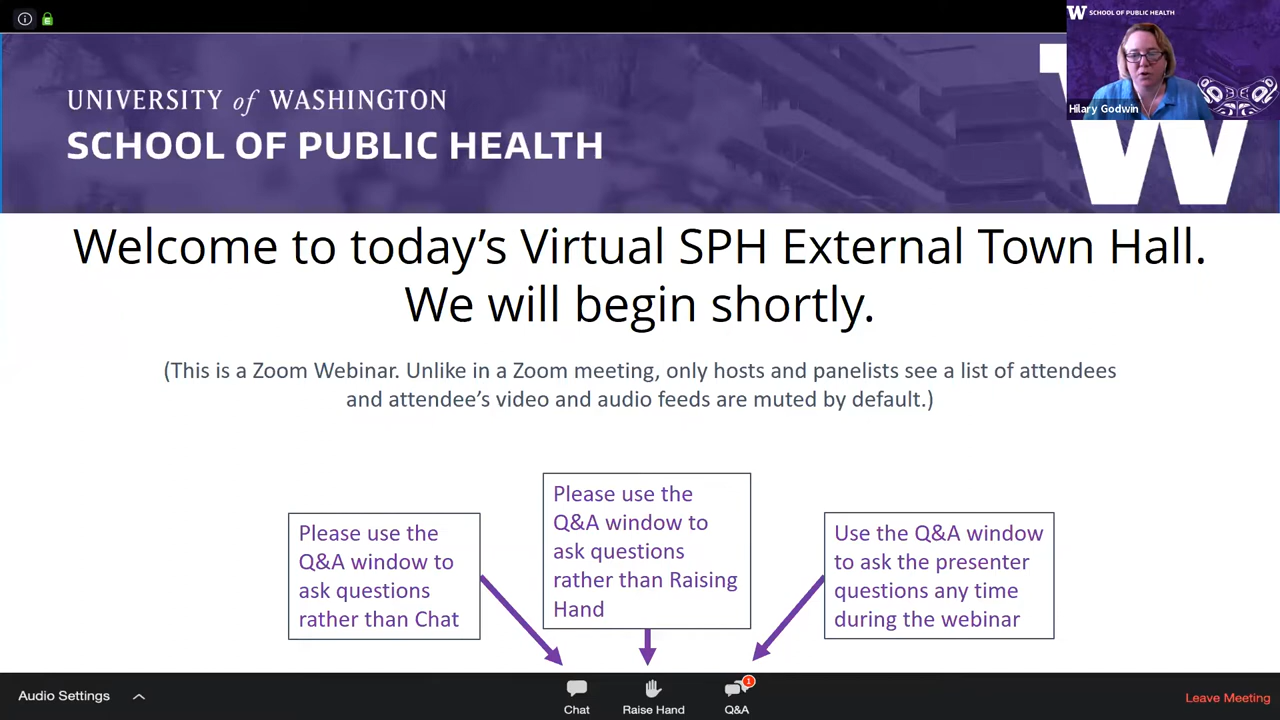 W SCHOOL OF PUBLIC HEALTH
Hilary Godwin
UNIVERSITY of WASHINGTON
SCHOOL OF PUBLIC HEALTH
W
Welcome to today's Virtual SPH External Town Hall.
We will begin shortly.
(This is a Zoom Webinar. Unlike in a Zoom meeting, only hosts and panelists see a list of attendees
and attendee's video and audio feeds are muted by default.)
Please use the
Q&A window to
ask questions
rather than Chat
Please use the
Q&A window to
ask questions
rather than Raising
Hand
Use the Q&A window
to ask the presenter
questions any time
during the webinar
Audio Settings
Chat
Raise Hand
1
Q&A
Leave Meeting